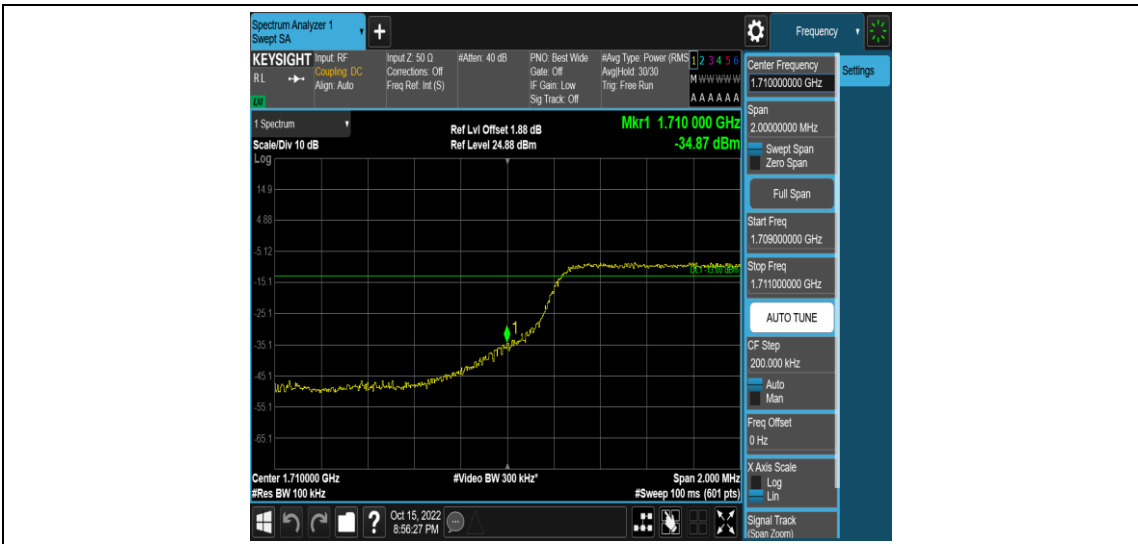 Spectrum Analyzer 1
Swept SA
+
Frequency
KEYSIGHT
RL
LXI
Input: RF
Coupling: DC
Align: Auto
Input Z: 50 Ω
Corrections: Off
Freq Ref: Int (S)
#Atten: 40 dB
PNO: Best Wide
Gate: Off
IF Gain: Low
Sig Track: Off
#Avg Type: Power (RMS
Avg|Hold: 30/30
Trig: Free Run
1 2 3 4 5 6
M W W W W W
A A A A A A
1 Spectrum
Scale/Div 10 dB
Log
Ref Lvl Offset 1.88 dB
Ref Level 24.88 dBm
Mkr1 1.710 000 GHz
-34.87 dBm
14.9
4.88
-5.12
-15.1
-25.1
-35.1
-45.1
-55.1
-65.1
DL1 -13.00 dBm
1
Center 1.710000 GHz
#Res BW 100 kHz
#Video BW 300 kHz*
Span 2.000 MHz
#Sweep 100 ms (601 pts)
Center Frequency
1.710000000 GHz
Settings
Span
2.00000000 MHz
Swept Span
Zero Span
Full Span
Start Freq
1.709000000 GHz
Stop Freq
1.711000000 GHz
AUTO TUNE
CF Step
200.000 kHz
Auto
Man
Freq Offset
0 Hz
X Axis Scale
Log
Lin
Signal Track
(Span Zoom)
?
Oct 15, 2022
8:56:27 PM